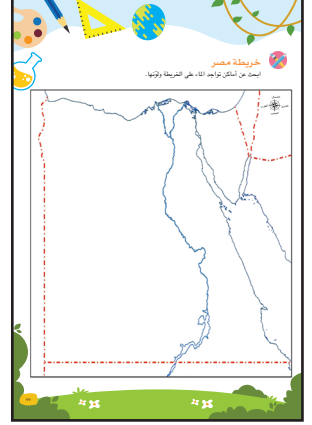 خريطة مصر
ابحث عن أماكن تواجد الماء على الخريطة ولوّنها.